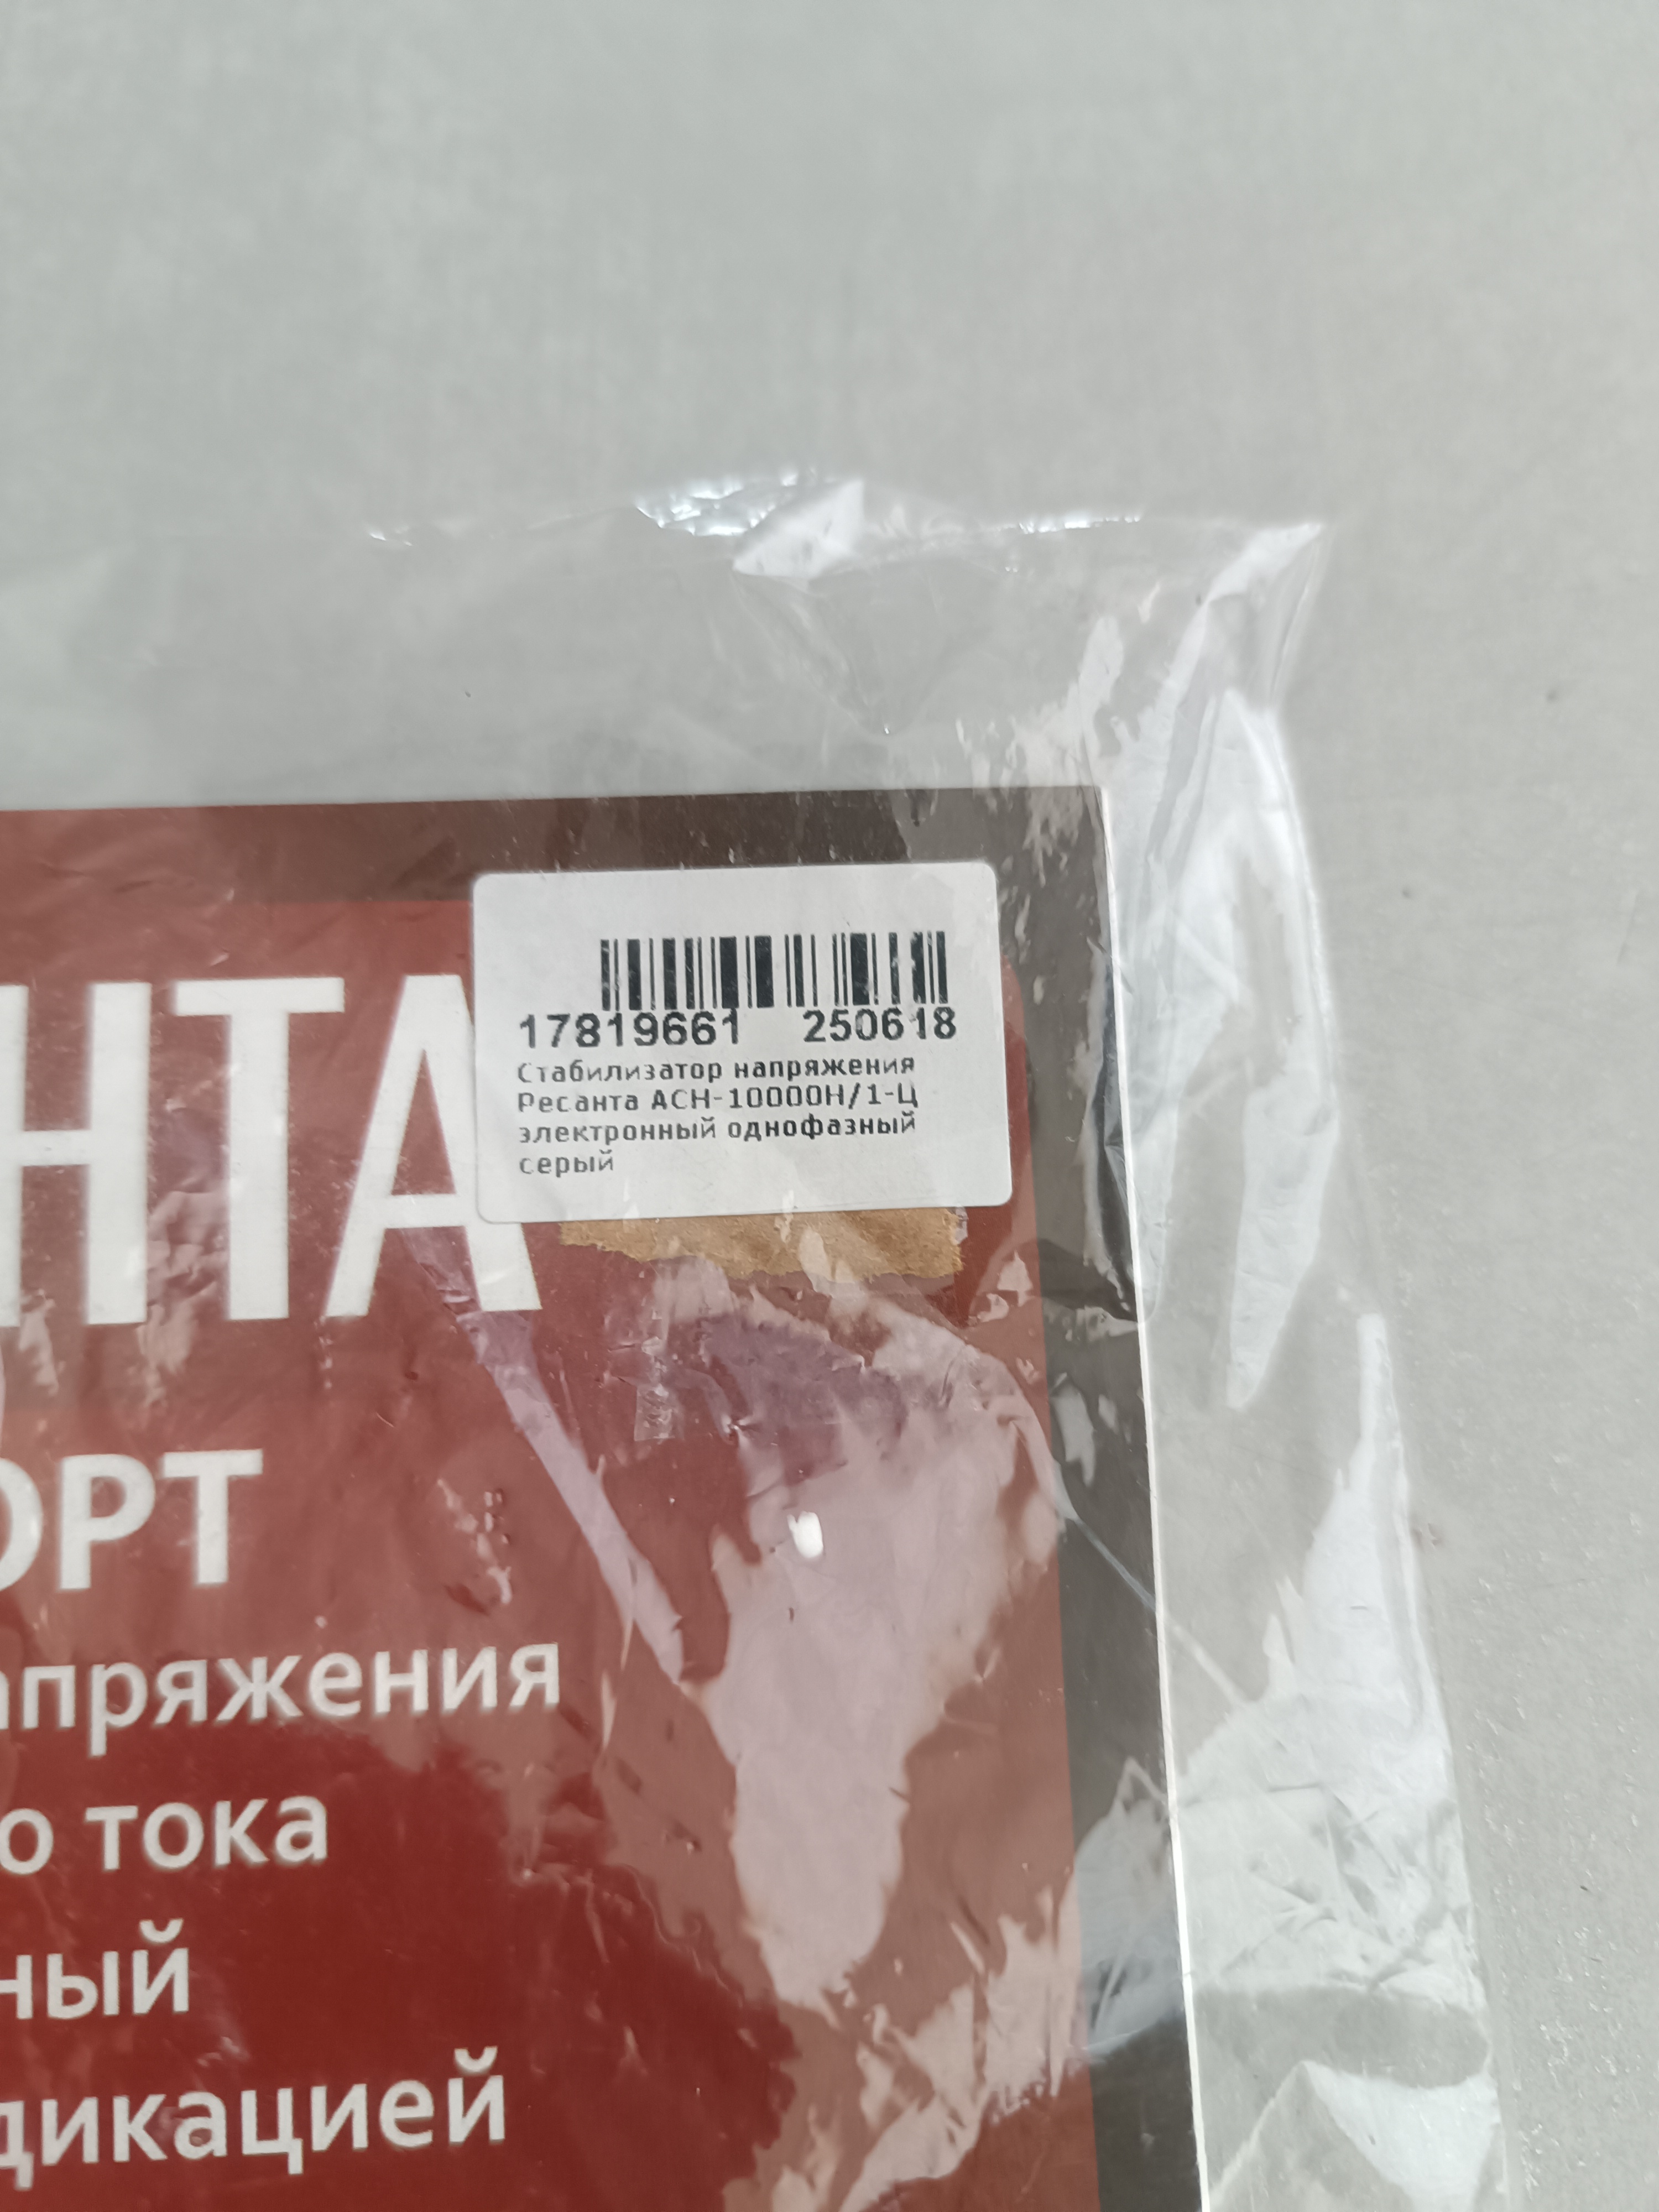 17819661 250618
Стабилизатор напряжения
Ресанта АСН-10000Н/1-Ц
электронный однофазный
серый
НТА
ОРТ
апряжения
о тока
ный
дикацией